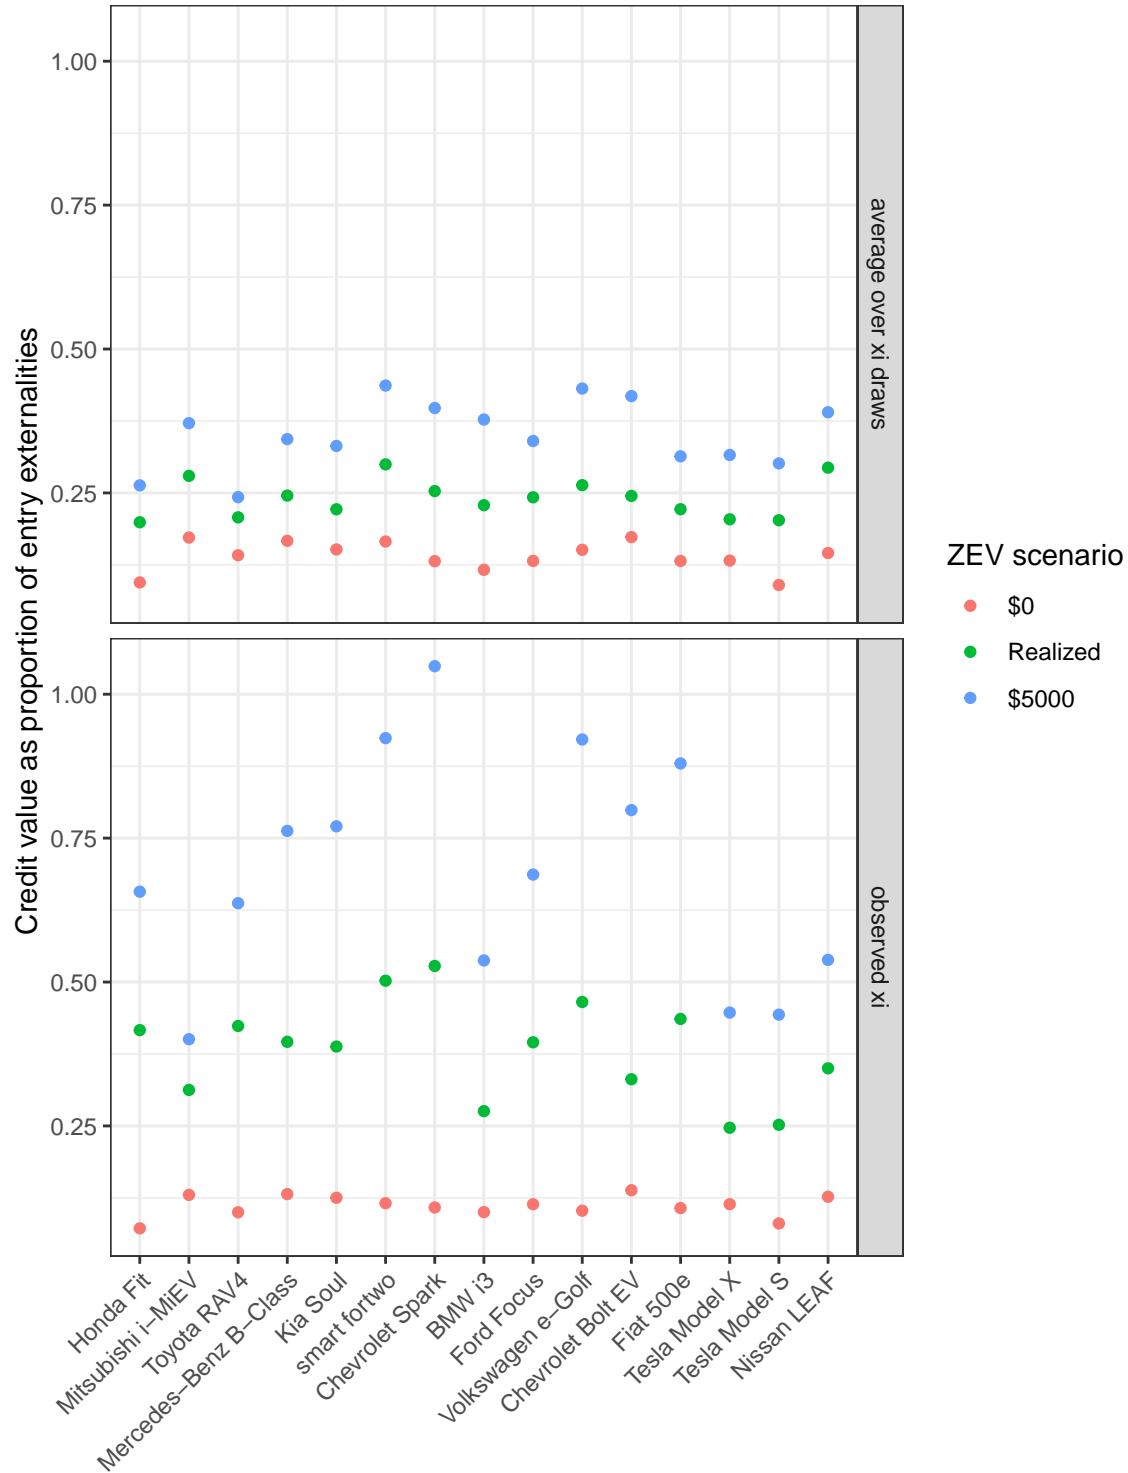 Credit value as proportion of entry externalities
1.00
0.75
0.50
0.25
average over xi draws
1.00
0.75
0.50
0.25
observed xi
Honda Fit
Mitsubishi i−MiEV
Toyota RAV4
Mercedes−Benz B−Class
Kia Soul
smart fortwo
Chevrolet Spark
BMW i3
Ford Focus
Volkswagen e−Golf
Chevrolet Bolt EV
Fiat 500e
Tesla Model X
Tesla Model S
Nissan LEAF
ZEV scenario
$0
Realized
$5000